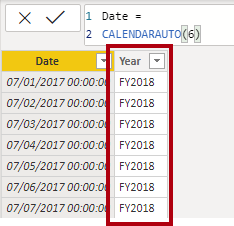 1 Date =
2 CALENDARAUTO(6)
Date Year
07/01/2017 00:00:00 FY2018
07/02/2017 00:00:00 FY2018
07/03/2017 00:00:00 FY2018
07/04/2017 00:00:00 FY2018
07/05/2017 00:00:00 FY2018
07/06/2017 00:00:00 FY2018
07/07/2017 00:00:00 FY2018